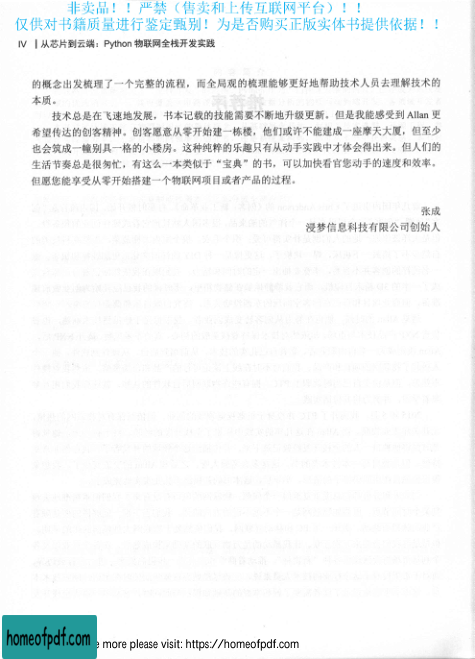 非卖品！！严禁（售卖和上传互联网平台）！！
仅供对书籍质量进行鉴定甄别！为是否购买正版实体书提供依据！！
IV | 从芯片到云端：Python 物联网全栈开发实践
的概念出发梳理了一个完整的流程，而全局观的梳理能够更好地帮助技术人员去理解技术的
本质。
技术总是在飞速地发展，书本记载的技能需要不断地升级更新，但是我能感受到 Allan 更
希望传达的创客精神。创客愿意从零开始建一栋楼，他们或许不能建成一座摩天大厦，但至少
也会筑成一幢别具一格的小楼房。这种纯粹的乐趣只有从动手实践中才体会得出来。但人们的
生活节奏总是很匆忙，有这么一本类似于“宝典”的书，可以加快看官您动手的速度和效率。
但愿您能享受从零开始搭建一个物联网项目或者产品的过程。
张成
浸梦信息科技有限公司创始人
homeofpdf.com
e more please visit: https://homeofpdf.com